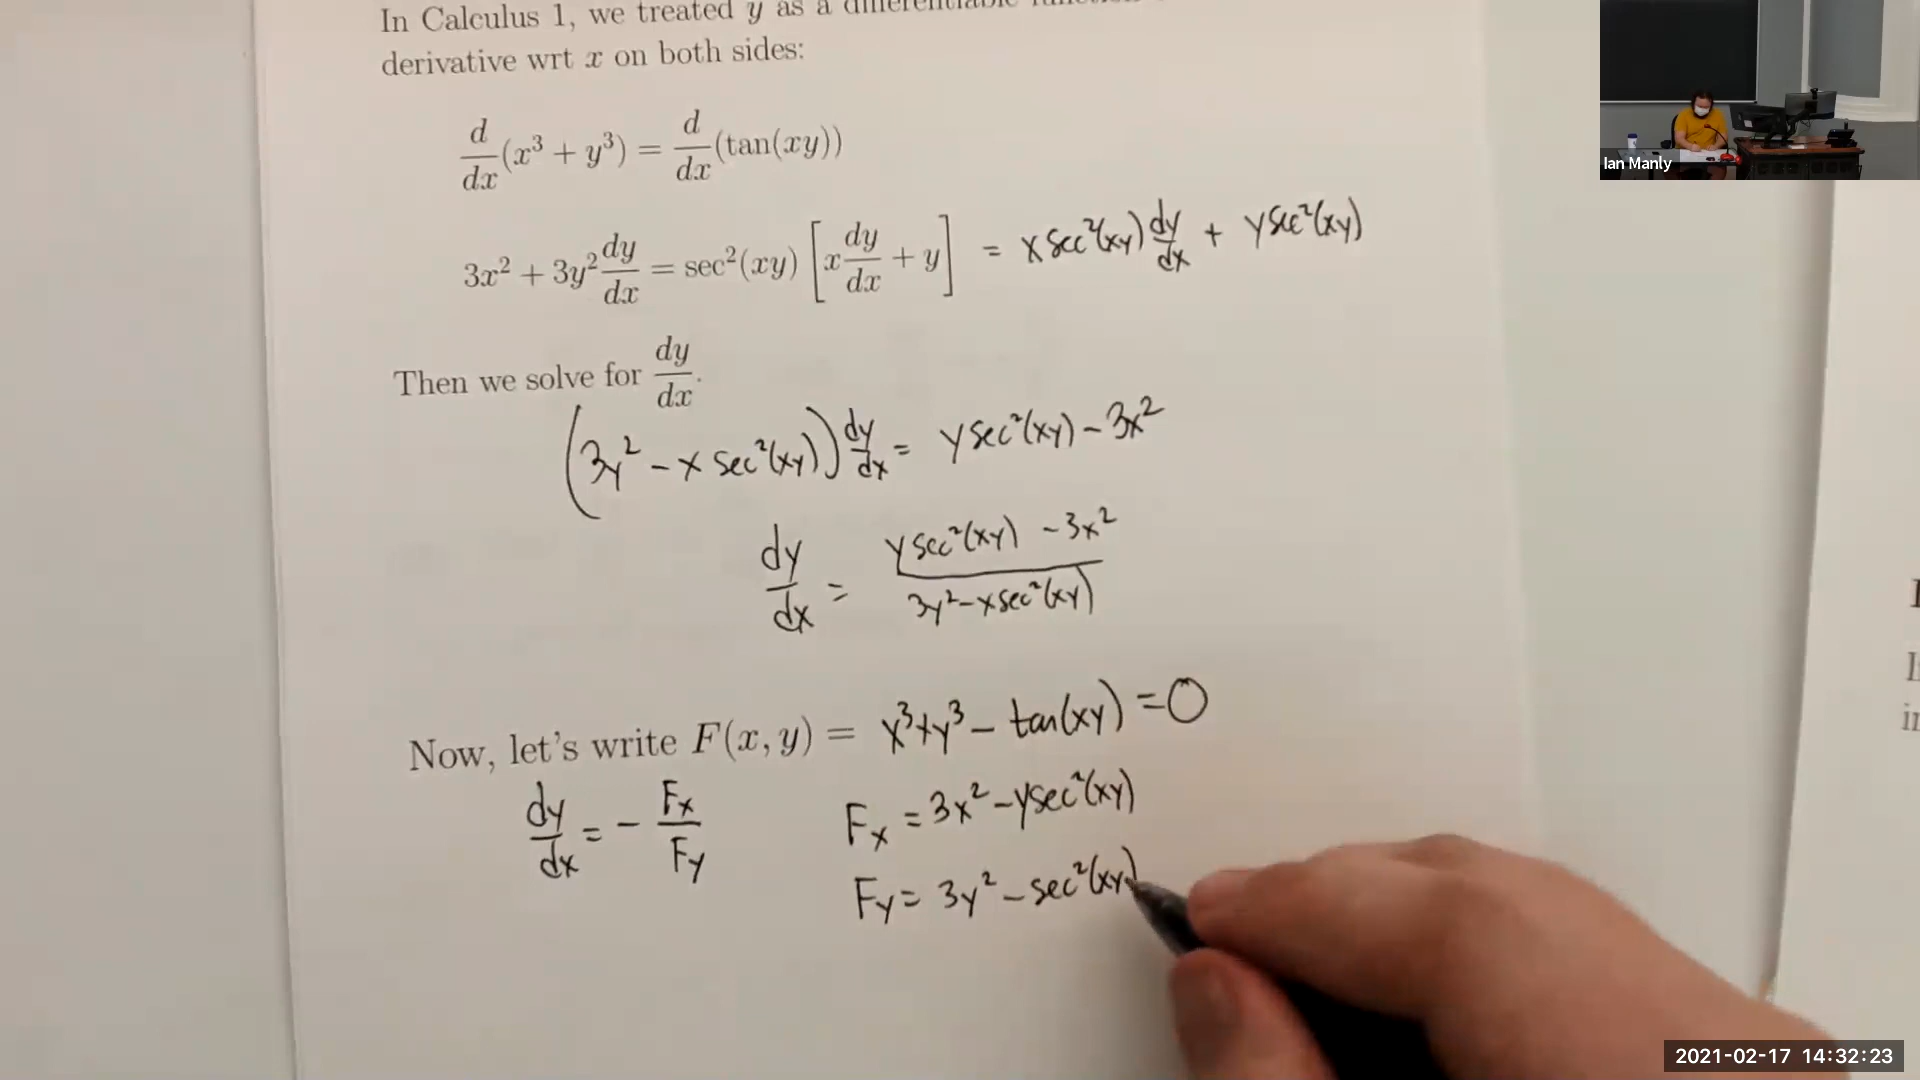 In Calculus 1, we treated y as a differentiable
derivative wrt x on both sides:
d/dx (x³ + y³) = d/dx (tan(xy))
3x² + 3y² dy/dx = sec²(xy) [x dy/dx + y] = x sec²(xy) dy/dx + y sec²(xy)
Then we solve for dy/dx.
(3y² - x sec²(xy)) dy/dx = y sec²(xy) - 3x²
dy/dx = (y sec²(xy) - 3x²) / (3y² - x sec²(xy))
Now, let's write F(x, y) = x³ + y³ - tan(xy) = 0
dy/dx = - Fx/Fy
Fx = 3x² - y sec²(xy)
Fy = 3y² - sec²(xy)
Ian Manly
2021-02-17 14:32:23